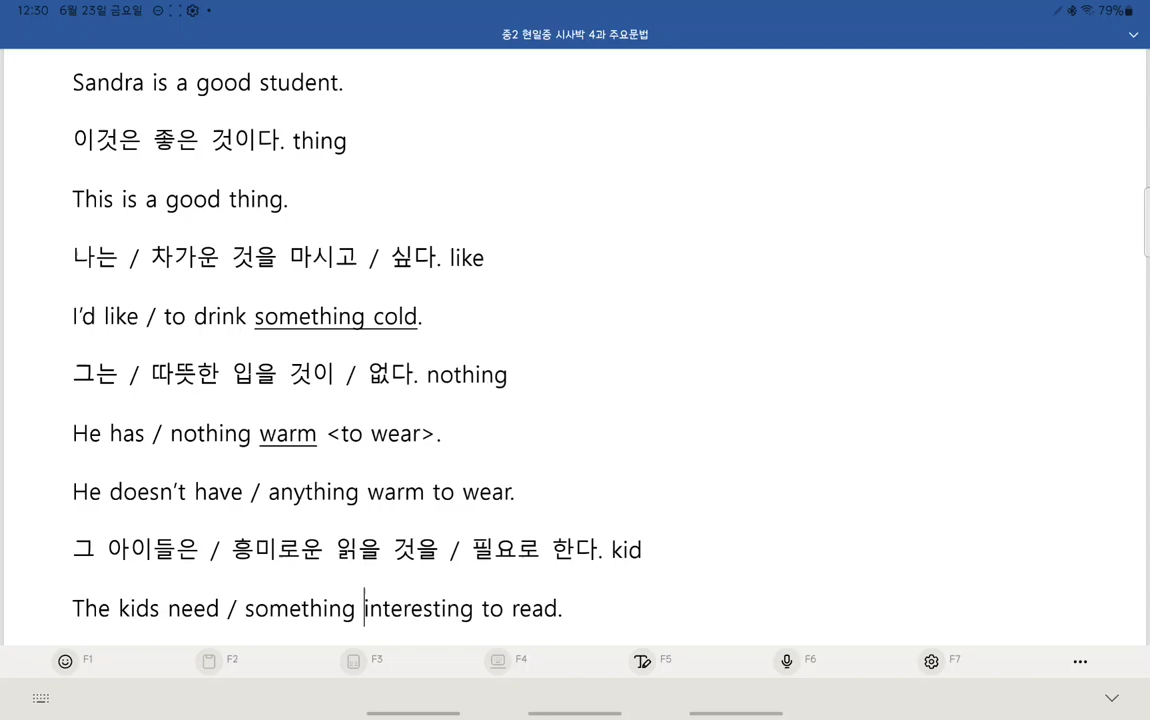 12:30 6월 23일 금요일
79%
중2 현일중 시사박 4과 주요문법
Sandra is a good student.
이것은 좋은 것이다. thing
This is a good thing.
나는 / 차가운 것을 마시고 / 싶다. like
I'd like / to drink something cold.
그는 / 따뜻한 입을 것이 / 없다. nothing
He has / nothing warm <to wear>.
He doesn't have / anything warm to wear.
그 아이들은 / 흥미로운 읽을 것을 / 필요로 한다. kid
The kids need / something interesting to read.
F1 F2 F3 F4 F5 F6 F7